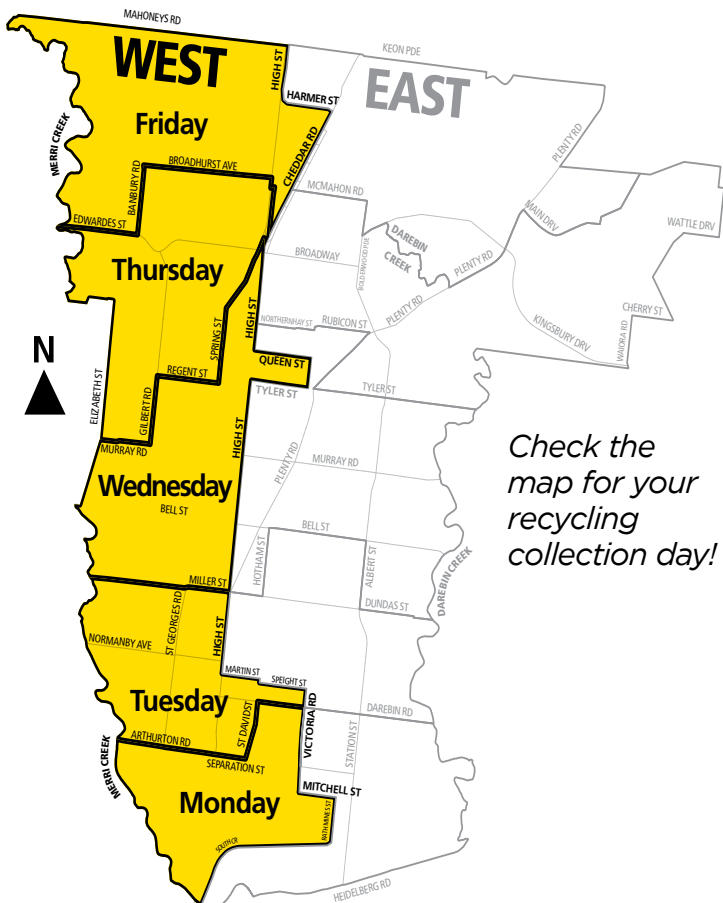 MAHONEYS RD
KEON PDE
WEST
EAST
HIGH ST
HARMER ST
Friday
MERRI CREEK
CHEDDAR RD
PLENTY RD
BROADHURST AVE
BANBURY RD
MCMAHON RD
EDWARDES ST
MAIN DRV
WATTLE DRV
DAREBIN
CREEK
BROADWAY
BOLDERWOOD PDE
PLENTY RD
Thursday
CHERRY ST
PLENTY RD
KINGSBURY DRV
WAIORA RD
NORTHERNHAY ST
RUBICON ST
HIGH ST
SPRING ST
N
QUEEN ST
REGENT ST
ELIZABETH ST
GILBERT RD
TYLER ST
TYLER ST
MURRAY RD
HIGH ST
PLENTY RD
MURRAY RD
Check the
map for your
recycling
collection day!
Wednesday
BELL ST
BELL ST
HOTHAM ST
ALBERT ST
DAREBIN CREEK
MILLER ST
DUNDAS ST
ST GEORGES RD
HIGH ST
NORMANBY AVE
MARTIN ST
SPEIGHT ST
Tuesday
ST DAVID ST
VICTORIA RD
DAREBIN RD
ARTHURTON RD
STATION ST
SEPARATION ST
MERRI CREEK
MITCHELL ST
Monday
RATHMINES ST
SOUTH CR
HEIDELBERG RD